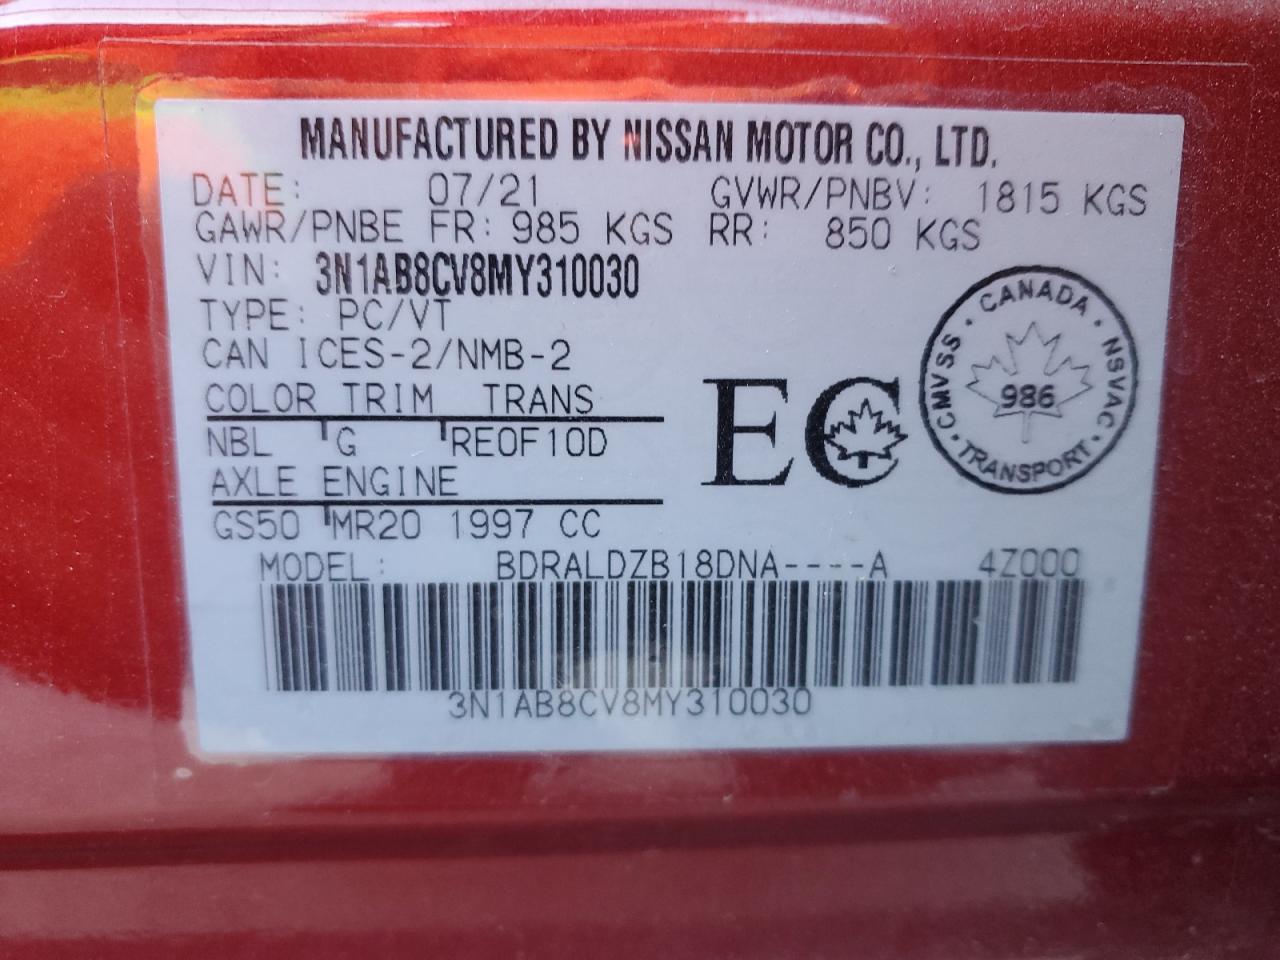 MANUFACTURED BY NISSAN MOTOR CO., LTD.
DATE: 07/21 GVWR/PNBV: 1815 KGS
GAWR/PNBE FR: 985 KGS RR: 850 KGS
VIN: 3N1AB8CV8MY310030
TYPE: PC/VT
CAN ICES-2/NMB-2
COLOR TRIM TRANS
NBL G RE0F10D
AXLE ENGINE
GS50 MR20 1997 CC
EC
CANADA · NSVAC · TRANSPORT · CMVSS ·
986
MODEL: BDRALDZB18DNA----A 4Z000
3N1AB8CV8MY310030